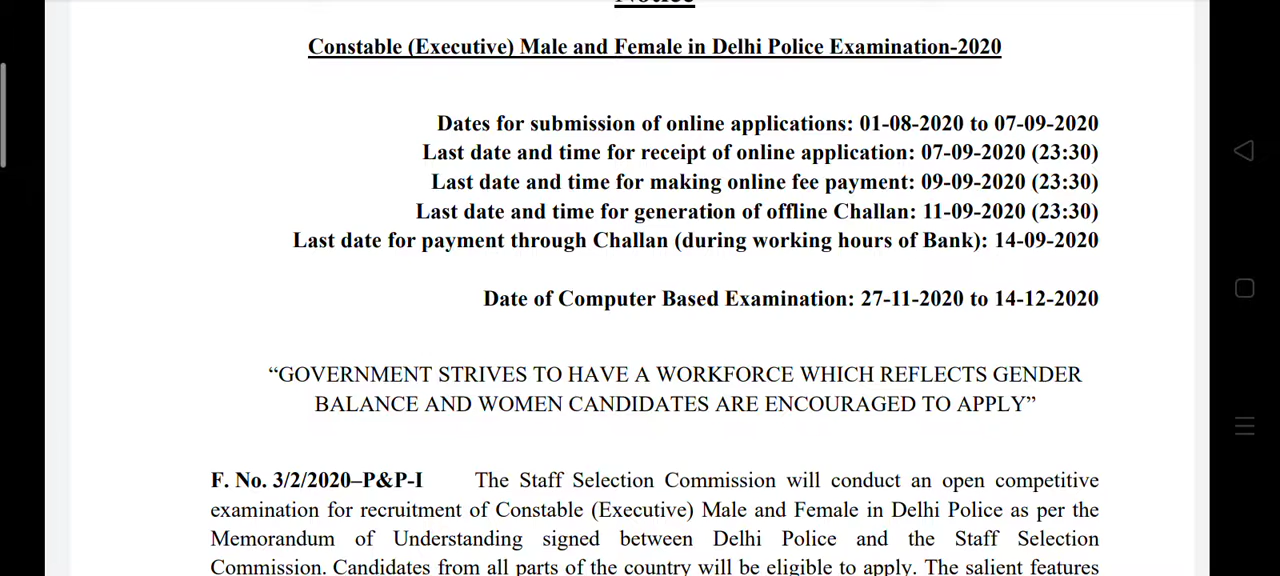 Notice
Constable (Executive) Male and Female in Delhi Police Examination-2020
Dates for submission of online applications: 01-08-2020 to 07-09-2020
Last date and time for receipt of online application: 07-09-2020 (23:30)
Last date and time for making online fee payment: 09-09-2020 (23:30)
Last date and time for generation of offline Challan: 11-09-2020 (23:30)
Last date for payment through Challan (during working hours of Bank): 14-09-2020
Date of Computer Based Examination: 27-11-2020 to 14-12-2020
“GOVERNMENT STRIVES TO HAVE A WORKFORCE WHICH REFLECTS GENDER
BALANCE AND WOMEN CANDIDATES ARE ENCOURAGED TO APPLY”
F. No. 3/2/2020–P&P-I The Staff Selection Commission will conduct an open competitive
examination for recruitment of Constable (Executive) Male and Female in Delhi Police as per the
Memorandum of Understanding signed between Delhi Police and the Staff Selection
Commission. Candidates from all parts of the country will be eligible to apply. The salient features